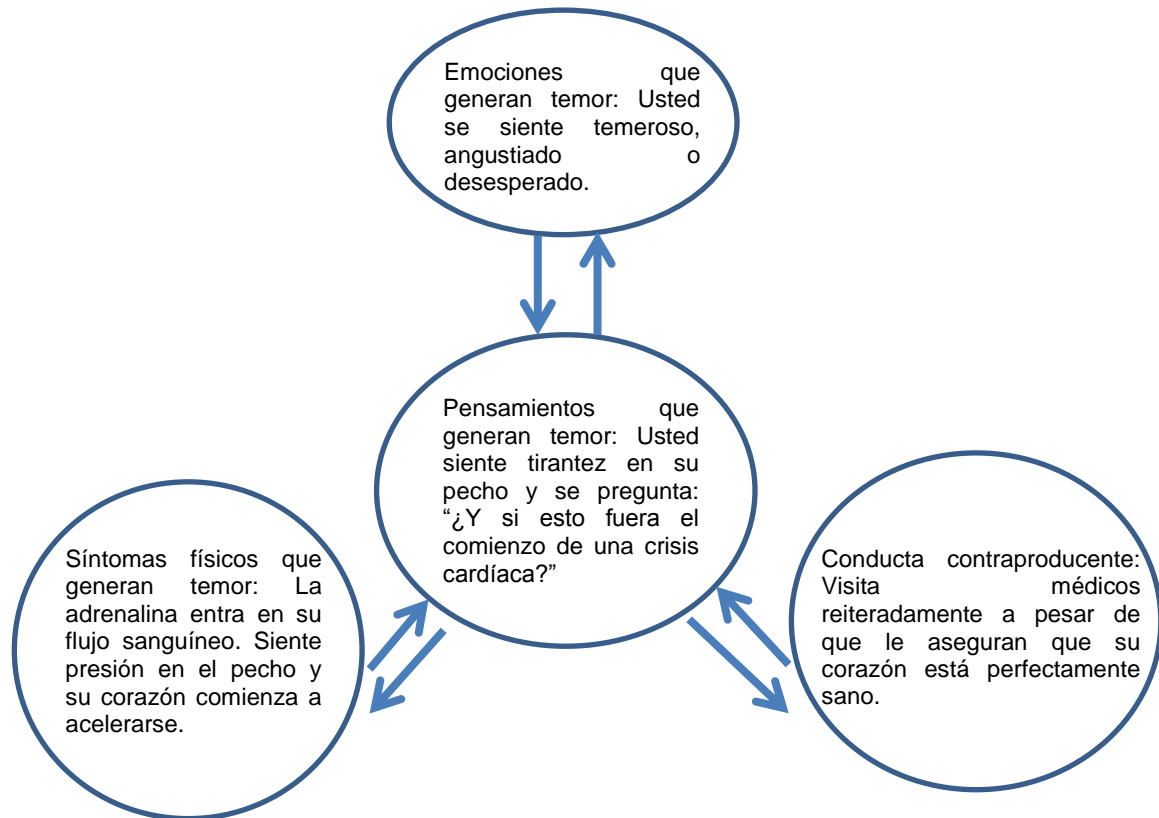 Emociones que
generan temor: Usted
se siente temeroso,
angustiado o
desesperado.
Pensamientos que
generan temor: Usted
siente tirantez en su
pecho y se pregunta:
“¿Y si esto fuera el
comienzo de una crisis
cardíaca?”
Síntomas físicos que
generan temor: La
adrenalina entra en su
flujo sanguíneo. Siente
presión en el pecho y
su corazón comienza a
acelerarse.
Conducta contraproducente:
Visita médicos
reiteradamente a pesar de
que le aseguran que su
corazón está perfectamente
sano.